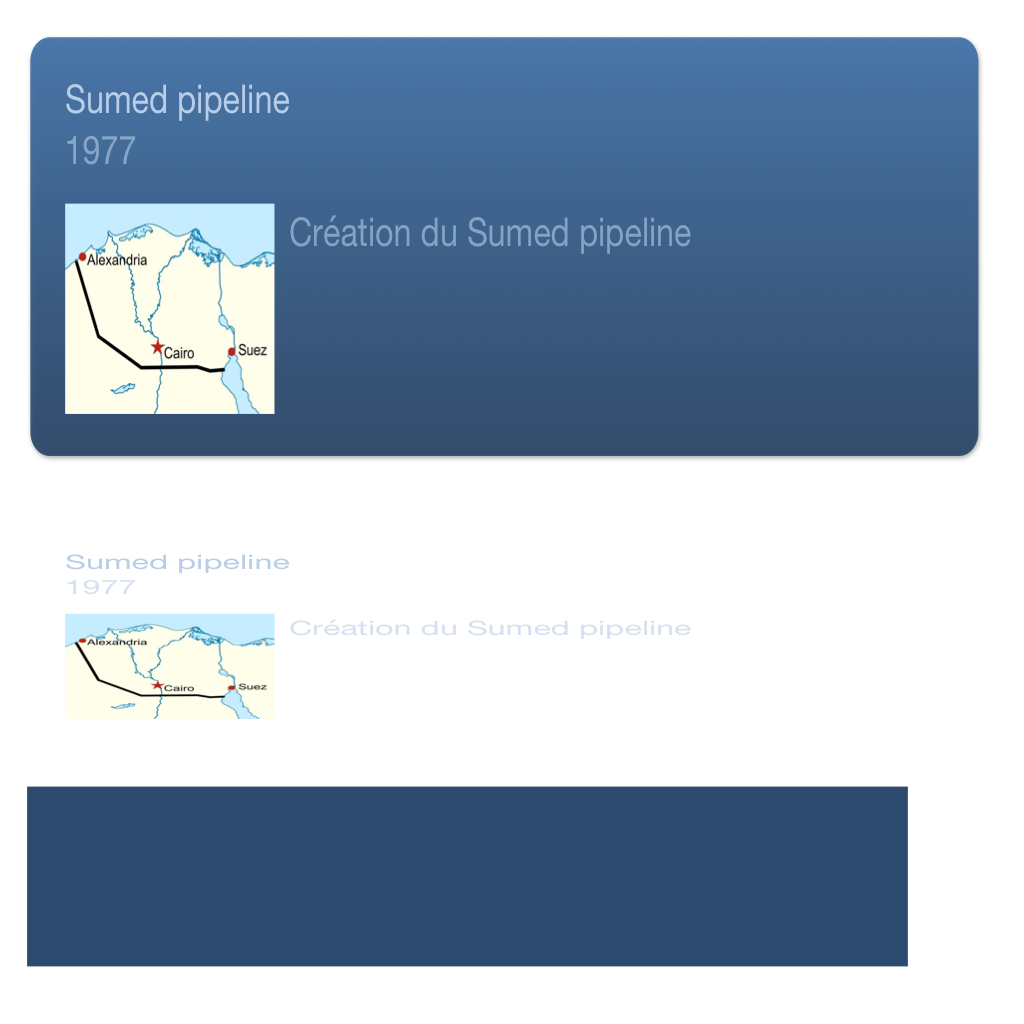 Sumed pipeline
1977
Création du Sumed pipeline
Alexandria
Cairo
Suez
Sumed pipeline
1977
Création du Sumed pipeline
Alexandria
Cairo
Suez